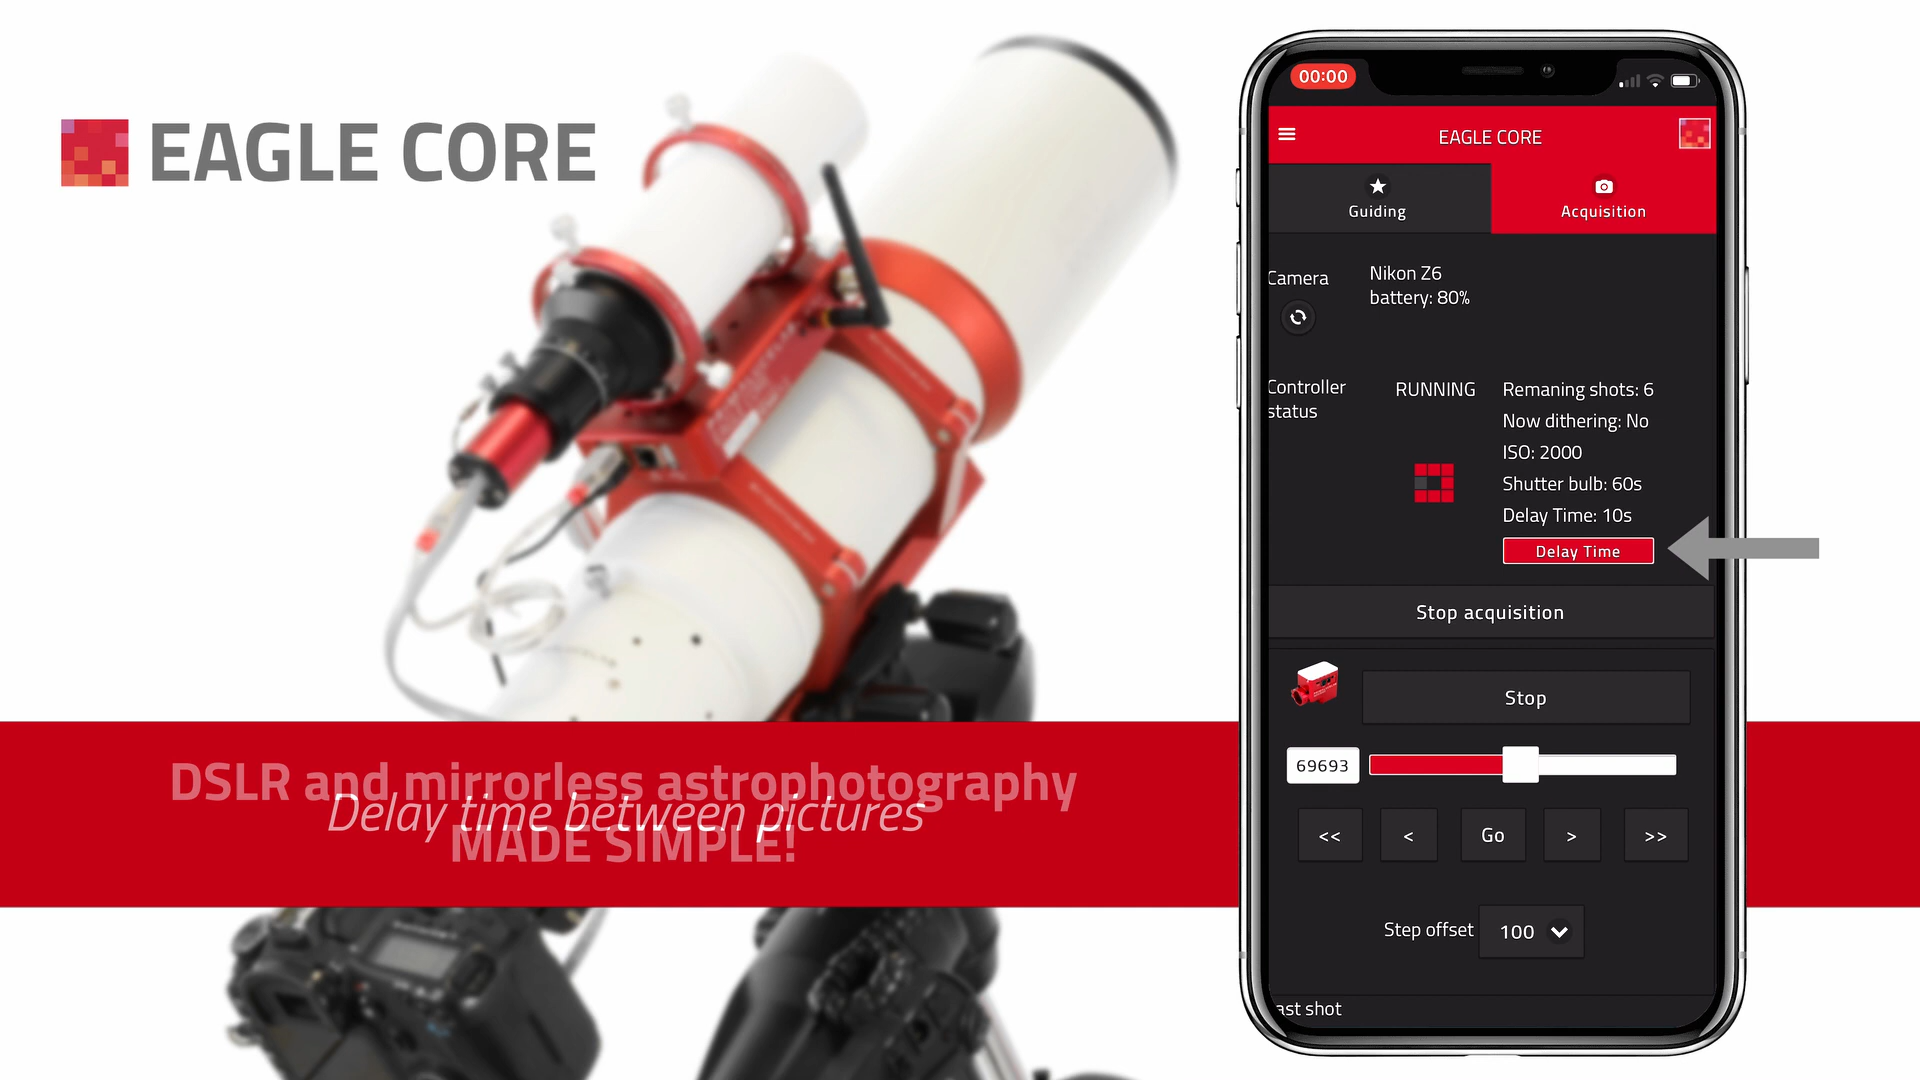 EAGLE CORE
DSLR and mirrorless astrophotography
Delay time between pictures
MADE SIMPLE!
00:00
EAGLE CORE
Guiding
Acquisition
Camera
Nikon Z6
battery: 80%
Controller
status
RUNNING
Remaning shots: 6
Now dithering: No
ISO: 2000
Shutter bulb: 60s
Delay Time: 10s
Delay Time
Stop acquisition
Stop
69693
<<
<
Go
>
>>
Step offset
100
ast shot